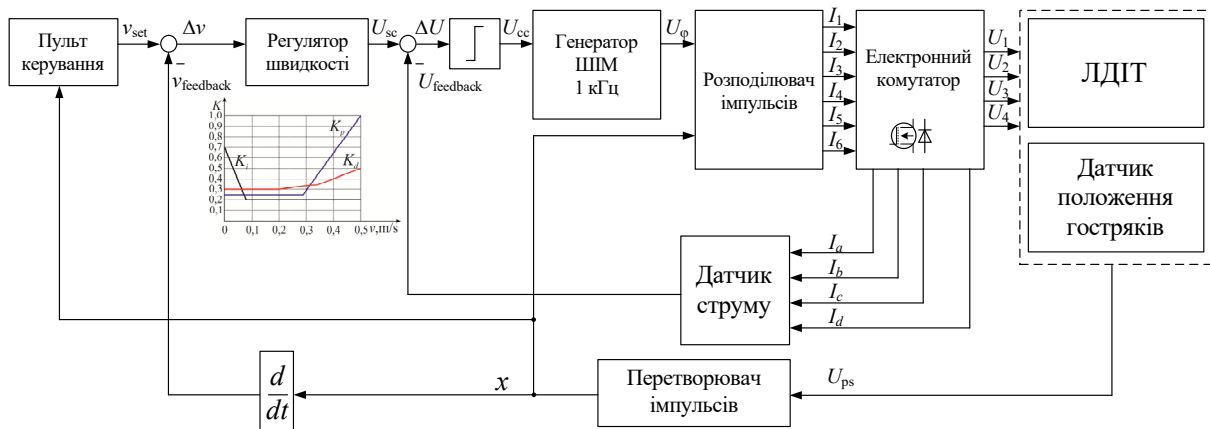 Пульт
керування
v_set
Δv
−
v_feedback
Регулятор
швидкості
U_sc
ΔU
−
U_feedback
U_cc
Генератор
ШІМ
1 кГц
U_φ
Розподілювач
імпульсів
I_1
I_2
I_3
I_4
I_5
I_6
Електронний
комутатор
U_1
U_2
U_3
U_4
ЛДІТ
Датчик
положення
гостряків
K
1,0
0,9
0,8
0,7
0,6
0,5
0,4
0,3
0,2
0,1
K_p
K_i
K_d
0
0,1
0,2
0,3
0,4
0,5
v,m/s
Датчик
струму
I_a
I_b
I_c
I_d
d
dt
x
Перетворювач
імпульсів
U_ps